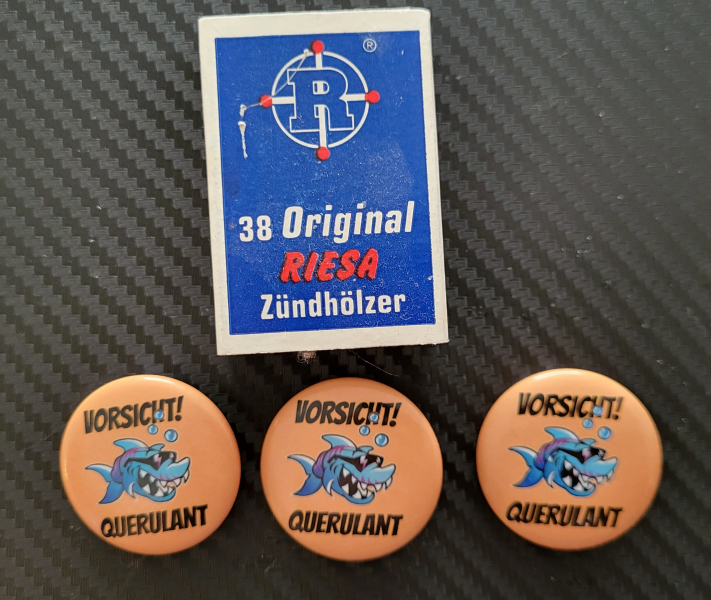 ®
R
38 Original
RIESA
Zündhölzer
VORSICHT!
QUERULANT
VORSICHT!
QUERULANT
VORSICHT!
QUERULANT